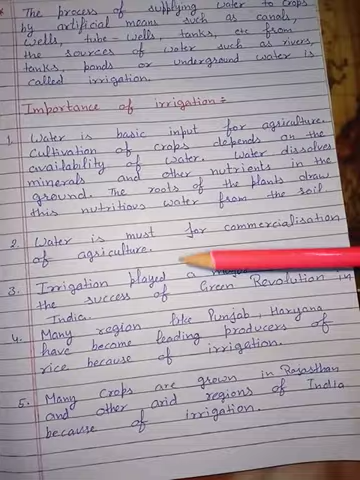 * The process of supplying water to crops
by artificial means such as canals,
wells, tube-wells, tanks, etc from
the sources of water such as rivers,
tanks, ponds or underground water is
called irrigation.
Importance of irrigation:-
1. Water is basic input for agriculture.
Cultivation of crops depends on the
availability of water. Water dissolves
minerals and other nutrients in the
ground. The roots of the plants draw
this nutritious water from the soil
2. Water is must for commercialisation
of agriculture.
3. Irrigation played a
the success of Green Revolution in
India.
4. Many region like Punjab, Haryana
have became leading producers of
rice because of irrigation.
5. Many crops are grown in Rajasthan
and other arid regions of India
because of irrigation.